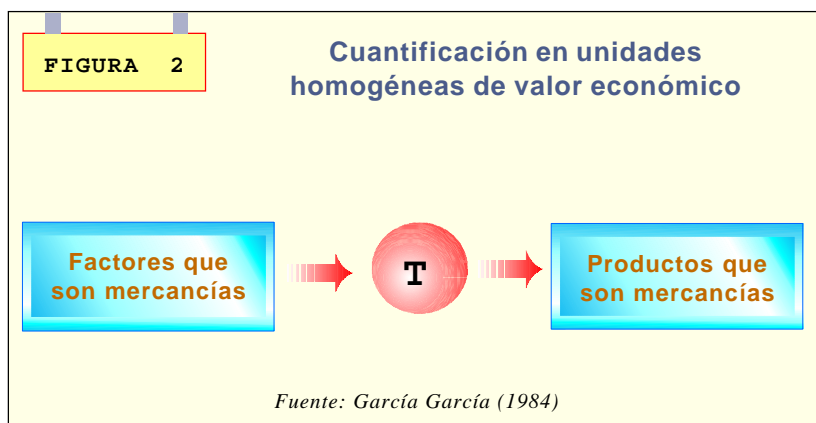 FIGURA 2
Cuantificación en unidades
homogéneas de valor económico
Factores que
son mercancías
T
Productos que
son mercancías
Fuente: García García (1984)